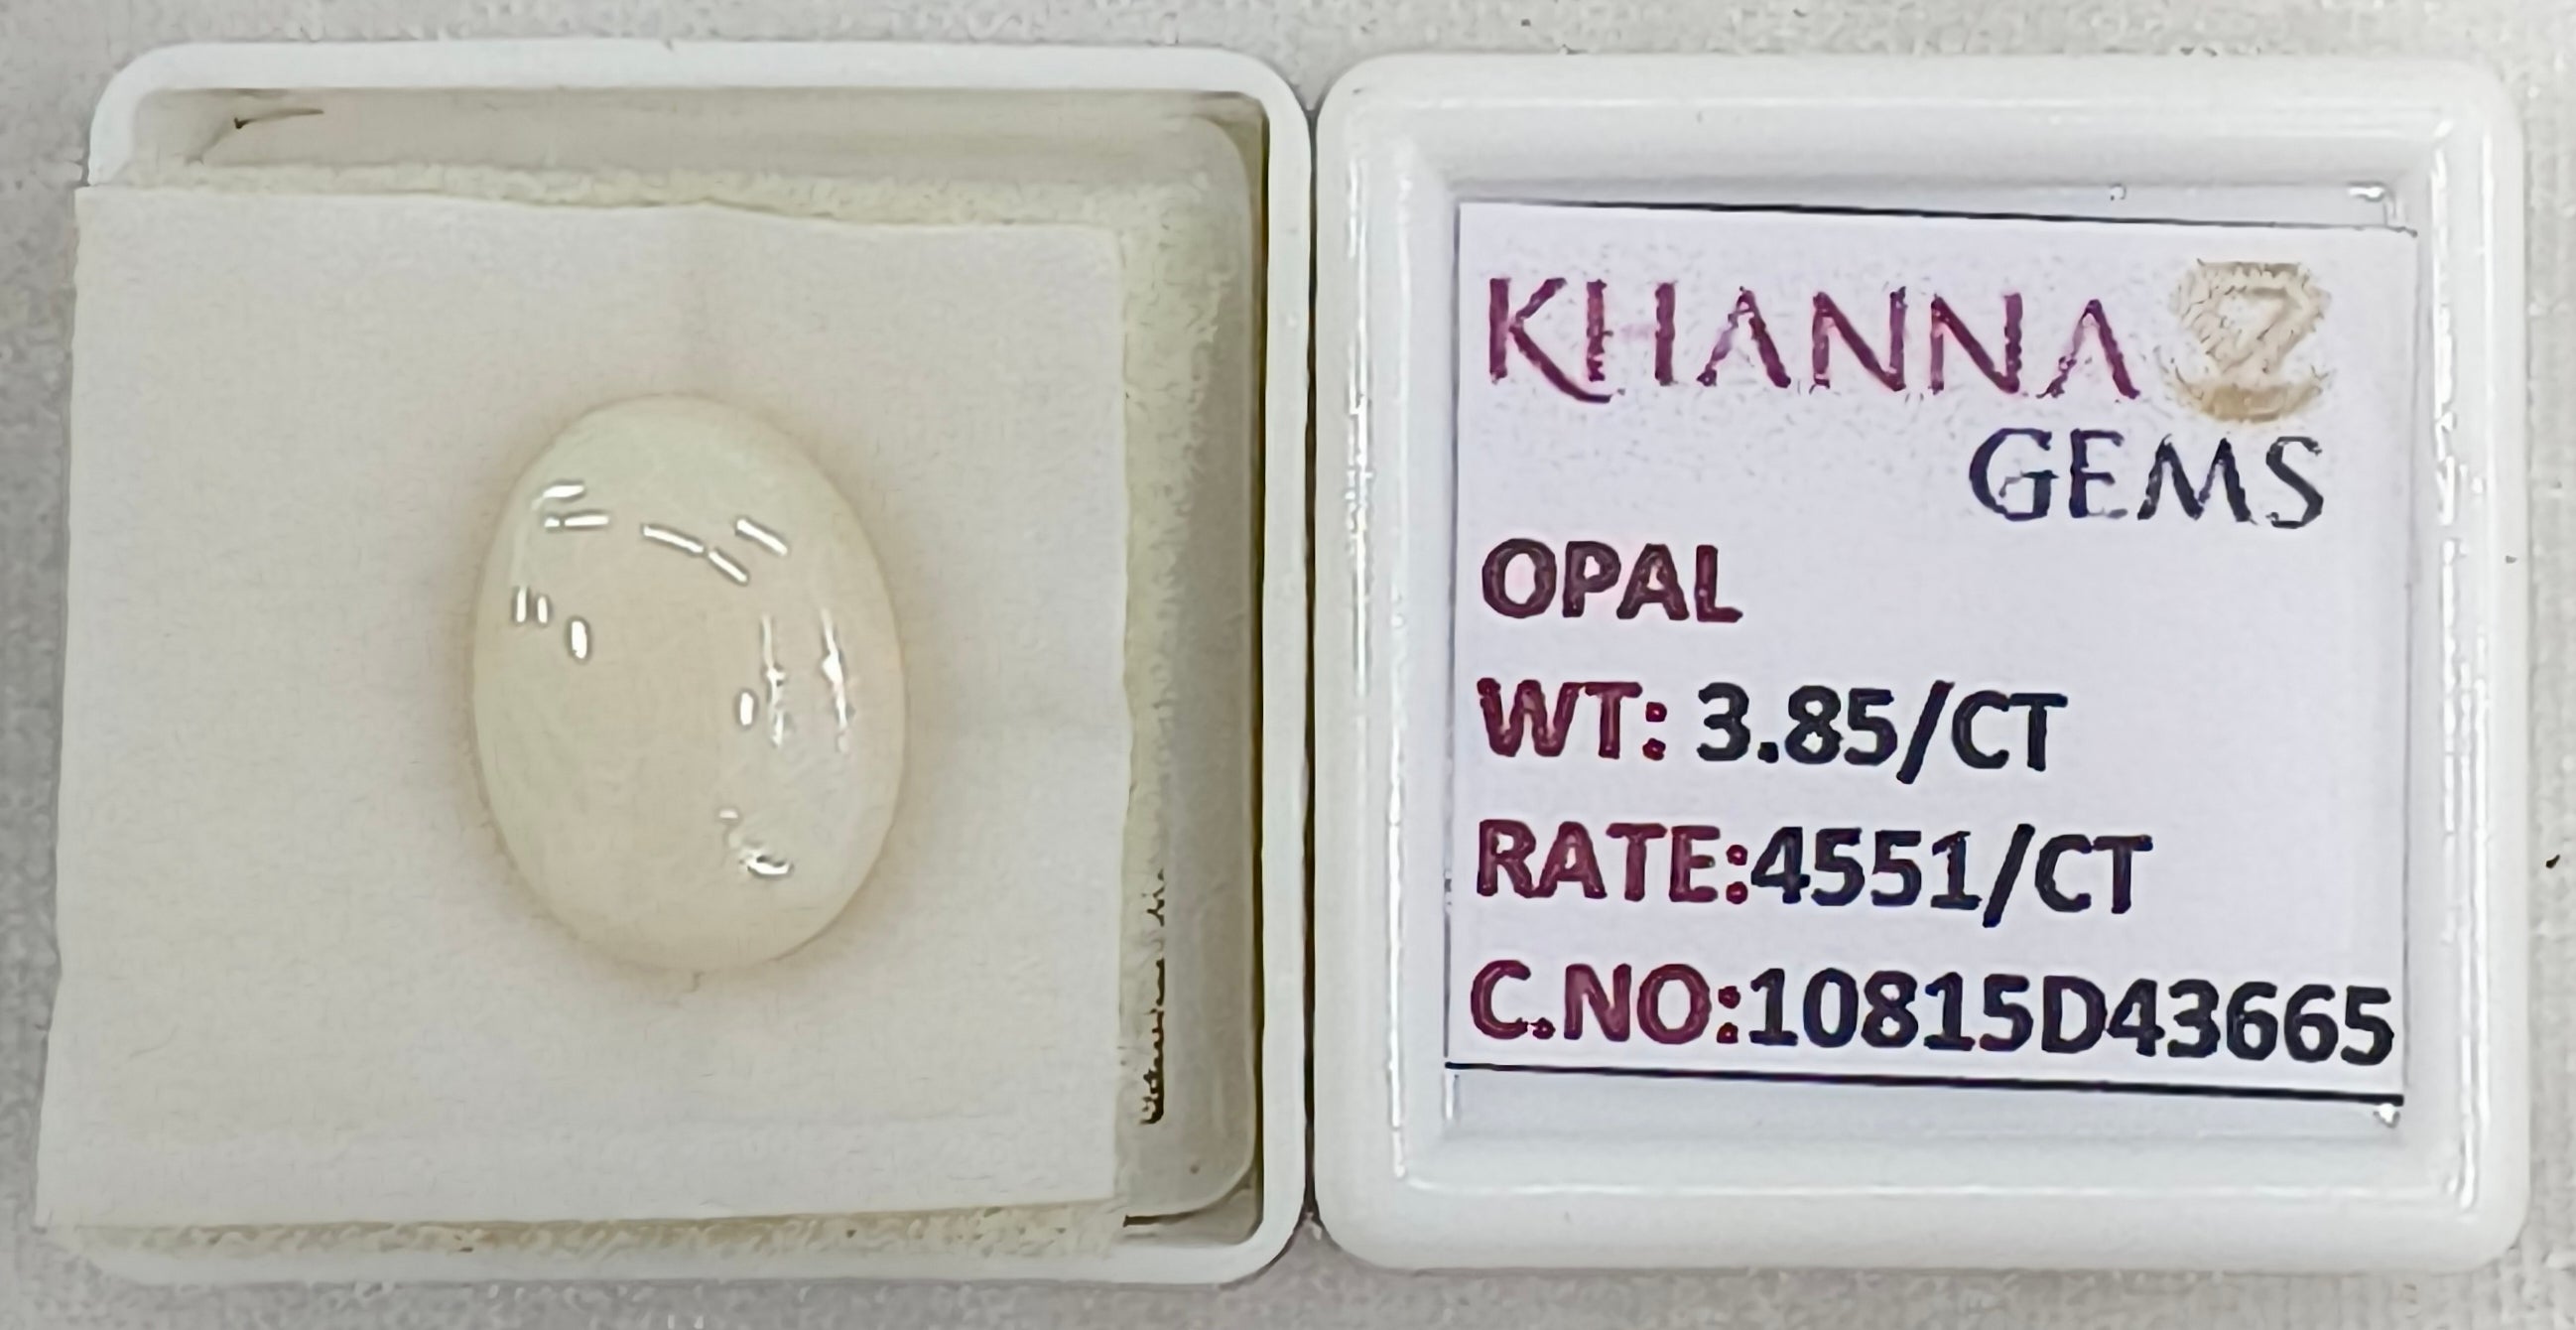 KHANNA
GEMS
OPAL
WT: 3.85/CT
RATE:4551/CT
C.NO:10815D43665